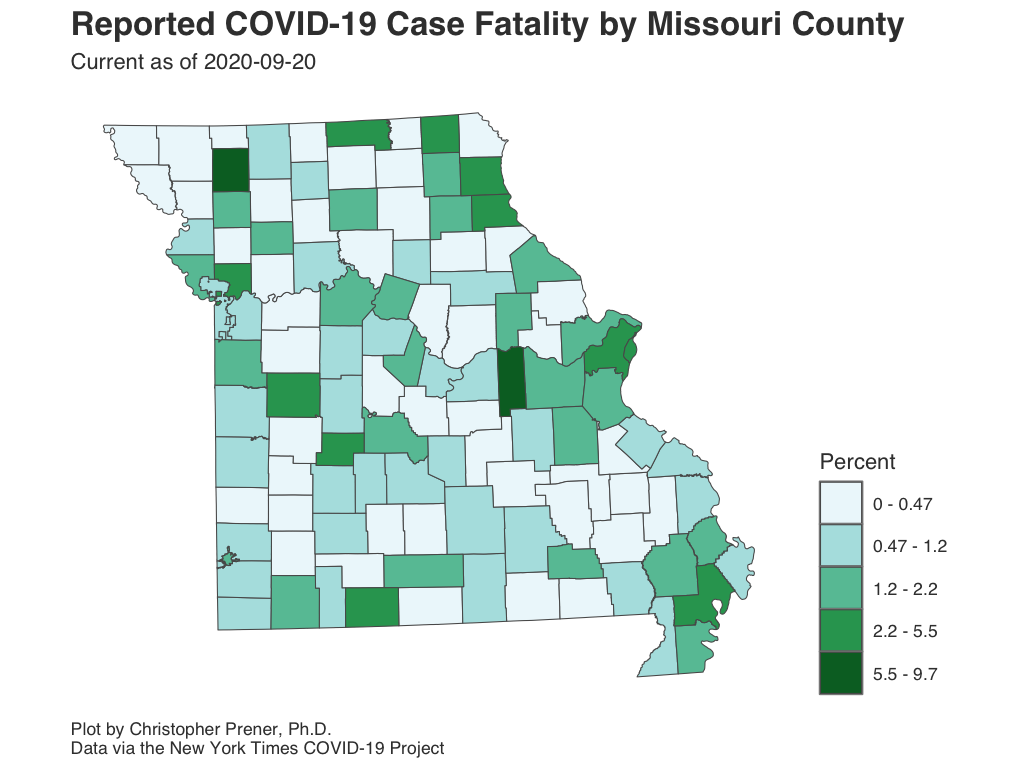 Reported COVID-19 Case Fatality by Missouri County
Current as of 2020-09-20
Percent
0 - 0.47
0.47 - 1.2
1.2 - 2.2
2.2 - 5.5
5.5 - 9.7
Plot by Christopher Prener, Ph.D.
Data via the New York Times COVID-19 Project